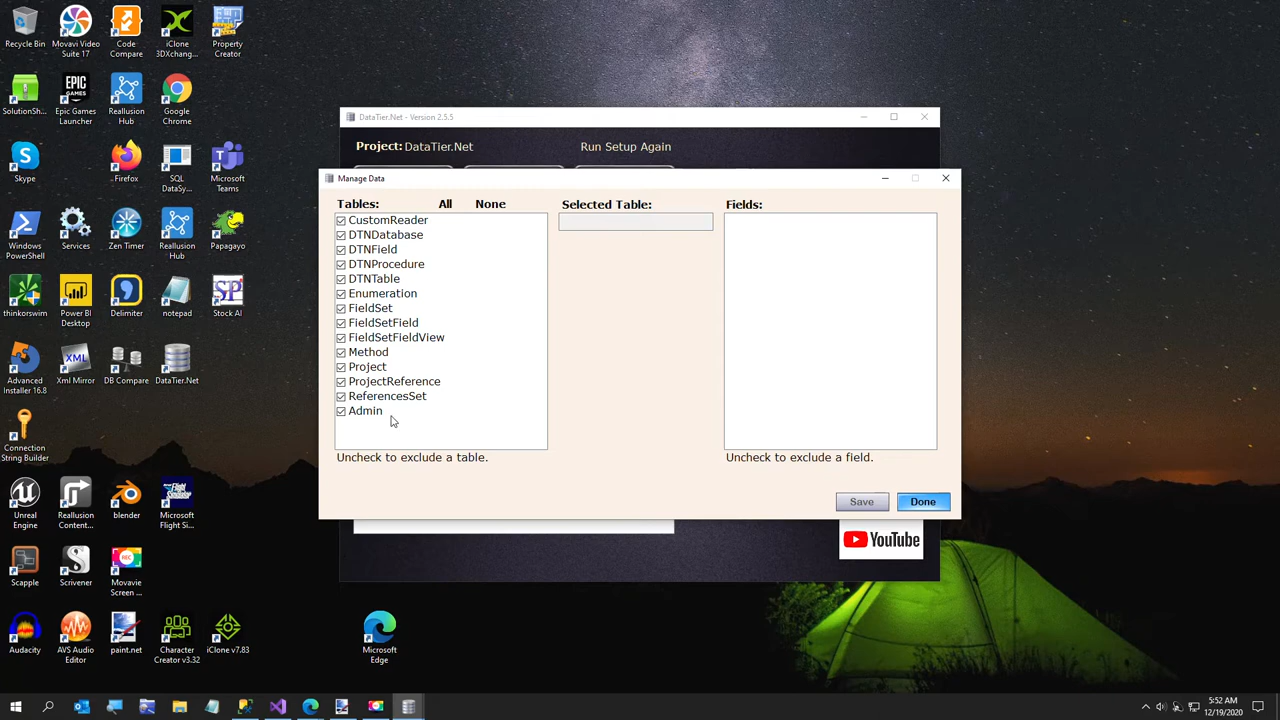 Recycle Bin
Movavi Video Suite 17
Code Compare
iClone 3DXchang...
Property Creator
SolutionSh...
EPIC GAMES
Epic Games Launcher
Reallusion Hub
Google Chrome
Skype
Firefox
SQL DataSy...
Microsoft Teams
Windows PowerShell
Services
Zen Timer
Reallusion Hub
Papagayo
thinkorswim
Power BI Desktop
Delimiter
notepad
SP
Stock AI
Advanced Installer 16.8
XML
Xml Mirror
DB Compare
DataTier.Net
Connection String Builder
Unreal Engine
Reallusion Content...
blender
Microsoft Flight Si...
Scapple
Scrivener
REC
Movavie Screen ...
Audacity
AVS Audio Editor
paint.net
Character Creator v3.32
iClone v7.83
Microsoft Edge
DataTier.Net - Version 2.5.5
Project: DataTier.Net
Run Setup Again
Manage Data
Tables: All None
CustomReader
DTNDatabase
DTNField
DTNProcedure
DTNTable
Enumeration
FieldSet
FieldSetField
FieldSetFieldView
Method
Project
ProjectReference
ReferencesSet
Admin
Uncheck to exclude a table.
Selected Table:
Fields:
Uncheck to exclude a field.
Save
Done
YouTube
5:52 AM
12/19/2020